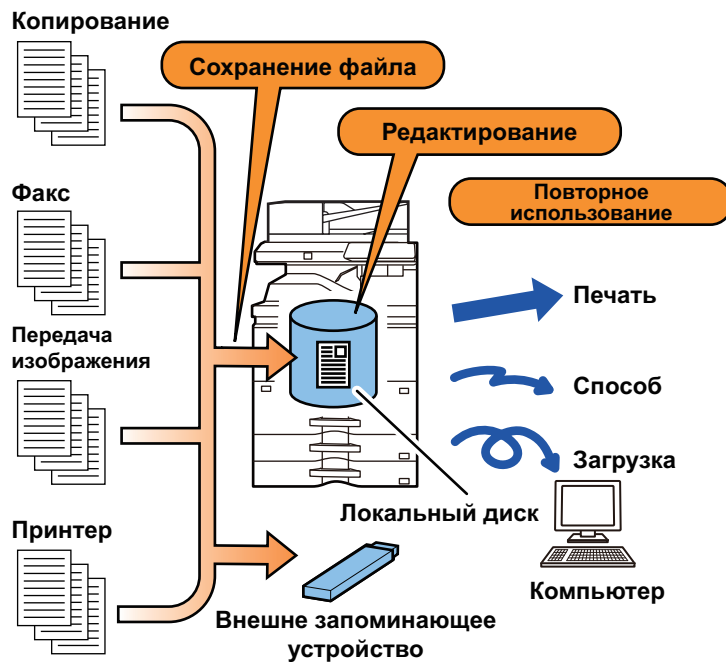 Копирование
Сохранение файла
Редактирование
Повторное
использование
Факс
Печать
Передача
изображения
Способ
Загрузка
Локальный диск
Принтер
Компьютер
Внешне запоминающее
устройство